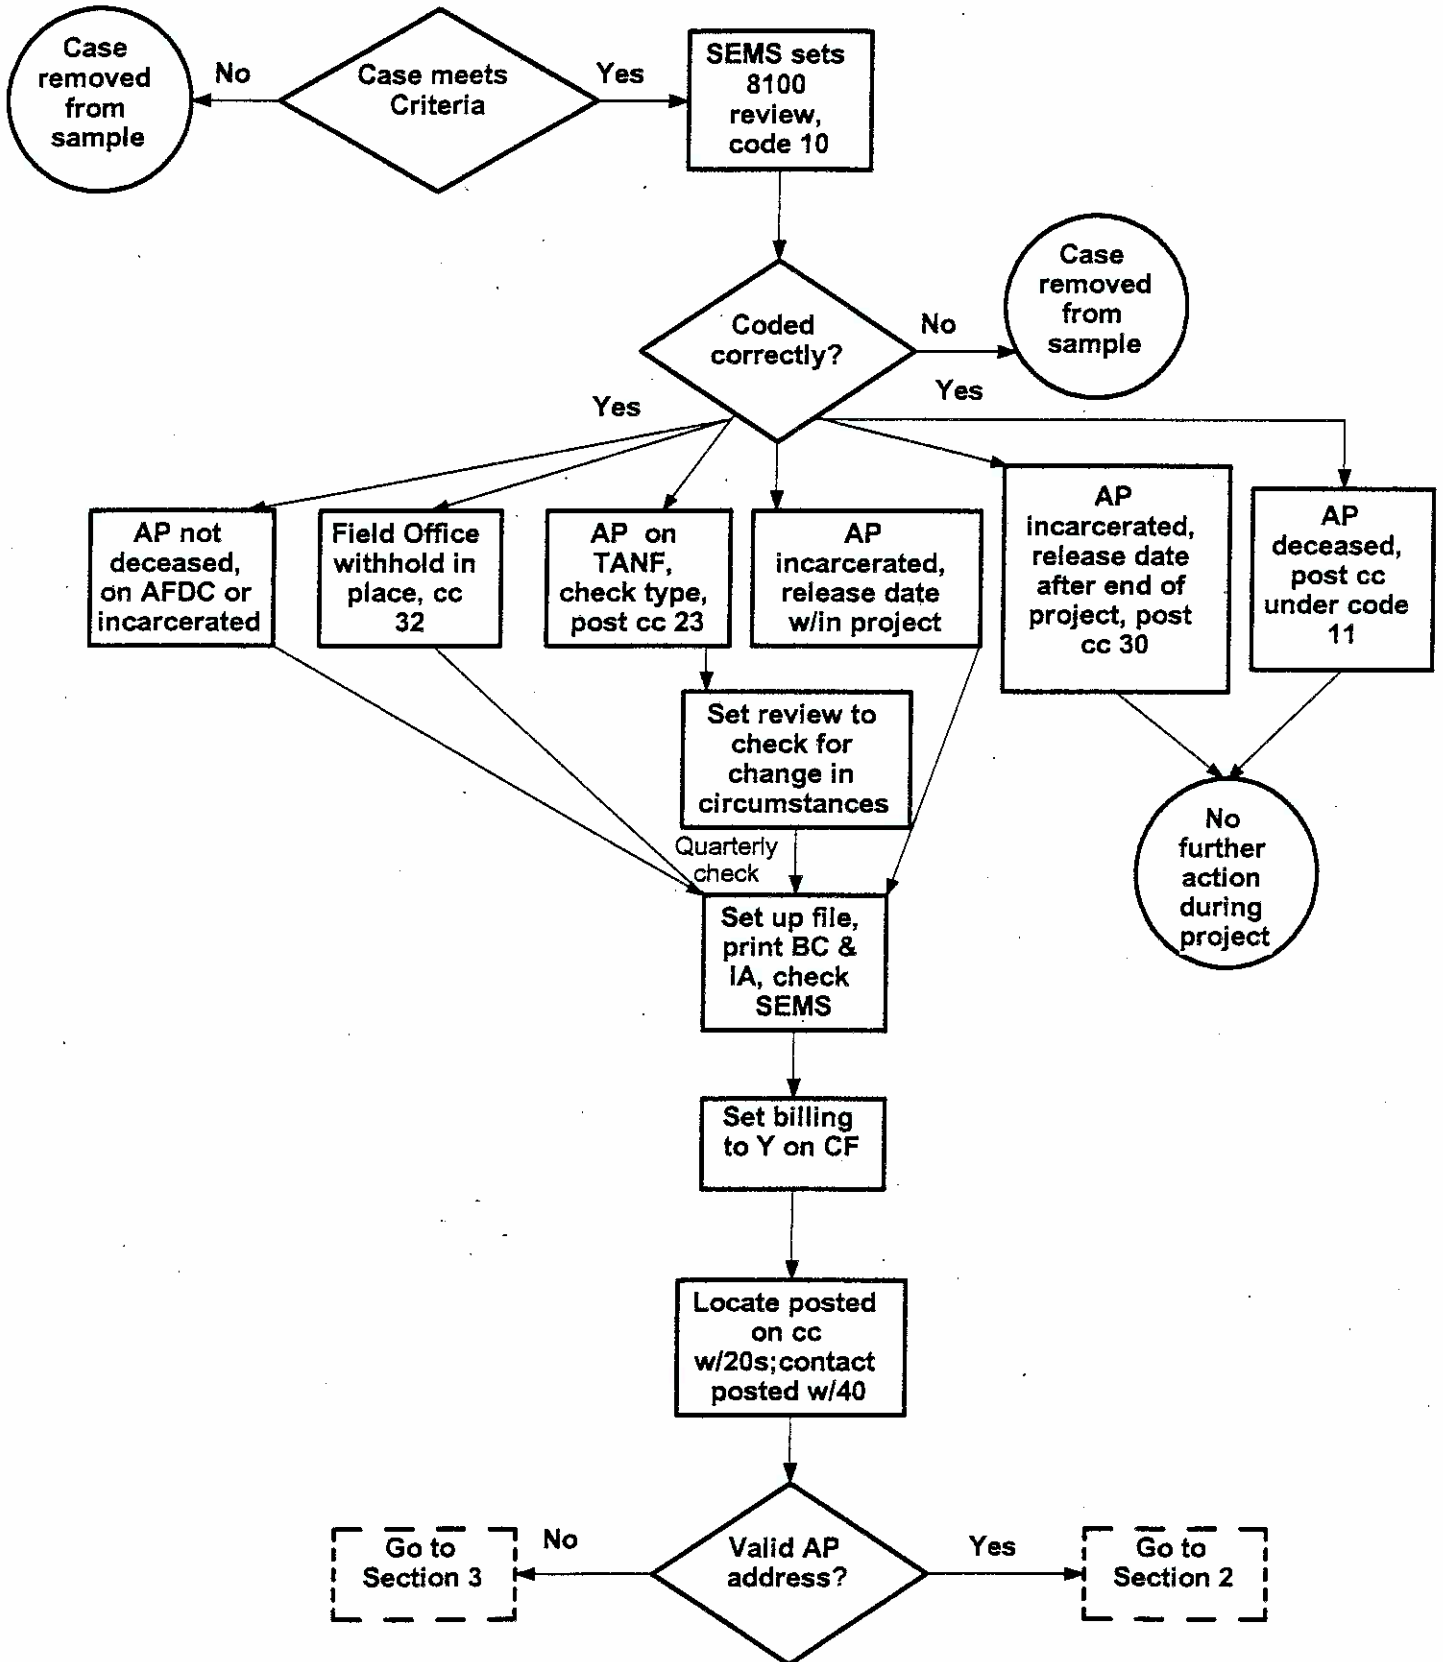 Case
removed
from
sample
No
Case meets
Criteria
Yes
SEMS sets
8100
review,
code 10
Coded
correctly?
No
Case
removed
from
sample
Yes
Yes
AP not
deceased,
on AFDC or
incarcerated
Field Office
withhold in
place, cc
32
AP on
TANF,
check type,
post cc 23
AP
incarcerated,
release date
w/in project
AP
incarcerated,
release date
after end of
project, post
cc 30
AP
deceased,
post cc
under code
11
Set review to
check for
change in
circumstances
Quarterly
check
No
further
action
during
project
Set up file,
print BC &
IA, check
SEMS
Set billing
to Y on CF
Locate posted
on cc
w/20s;contact
posted w/40
Valid AP
address?
No
Go to
Section 3
Yes
Go to
Section 2